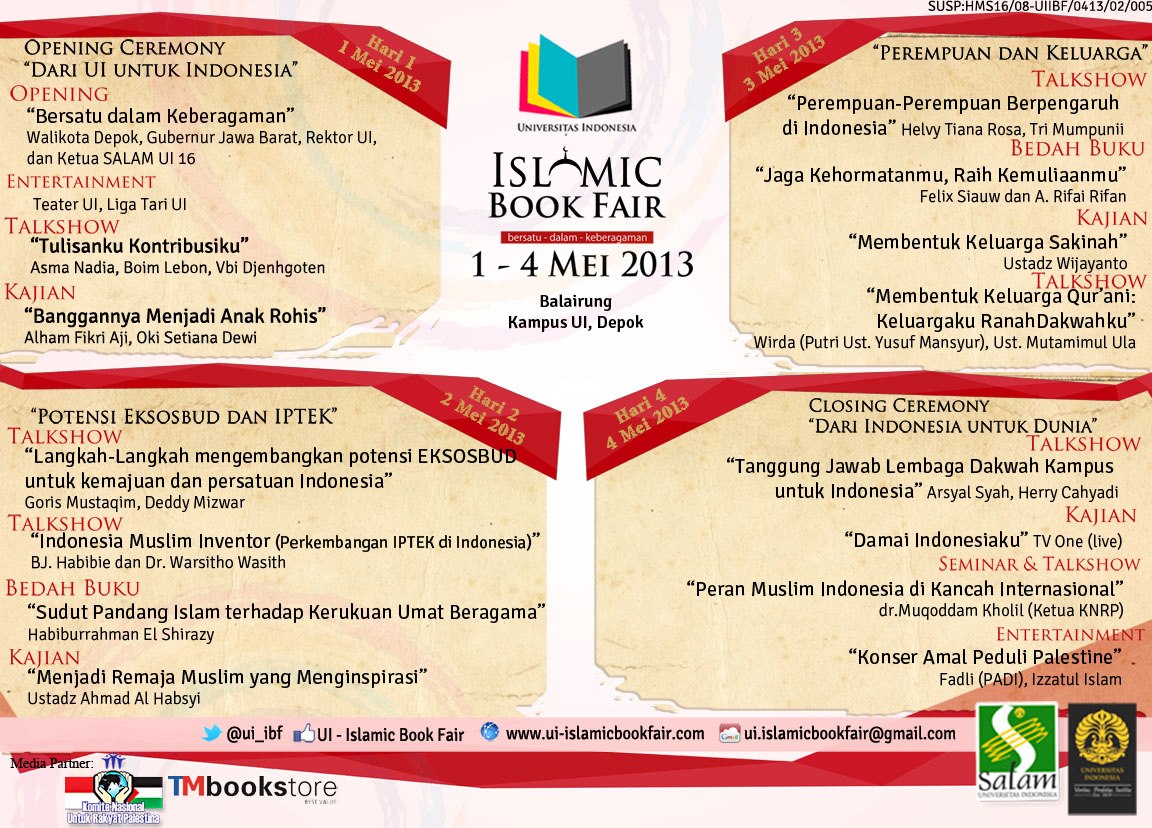 SUSP:HMS16/08-UIIBF/0413/02/005
Opening Ceremony
“Dari UI untuk Indonesia”
Hari 1
1 Mei 2013
Opening
“Bersatu dalam Keberagaman”
Walikota Depok, Gubernur Jawa Barat, Rektor UI,
dan Ketua SALAM UI 16
Entertainment
Teater UI, Liga Tari UI
Talkshow
“Tulisanku Kontribusiku”
Asma Nadia, Boim Lebon, Vbi Djenhgoten
Kajian
“Banggannya Menjadi Anak Rohis”
Alham Fikri Aji, Oki Setiana Dewi
Universitas Indonesia
Islamic
Book Fair
bersatu - dalam - keberagaman
1 - 4 Mei 2013
Balairung
Kampus UI, Depok
Hari 3
3 Mei 2013
“Perempuan dan Keluarga”
Talkshow
“Perempuan-Perempuan Berpengaruh
di Indonesia” Helvy Tiana Rosa, Tri Mumpunii
Bedah Buku
“Jaga Kehormatanmu, Raih Kemuliaanmu”
Felix Siauw dan A. Rifai Rifan
Kajian
“Membentuk Keluarga Sakinah”
Ustadz Wijayanto
Talkshow
“Membentuk Keluarga Qur’ani:
Keluargaku RanahDakwahku”
Wirda (Putri Ust. Yusuf Mansyur), Ust. Mutamimul Ula
Hari 2
2 Mei 2013
“Potensi Eksosbud dan IPTEK”
Talkshow
“Langkah-Langkah mengembangkan potensi EKSOSBUD
untuk kemajuan dan persatuan Indonesia”
Goris Mustaqim, Deddy Mizwar
Talkshow
“Indonesia Muslim Inventor (Perkembangan IPTEK di Indonesia)”
BJ. Habibie dan Dr. Warsitho Wasith
Bedah Buku
“Sudut Pandang Islam terhadap Kerukuan Umat Beragama”
Habiburrahman El Shirazy
Kajian
“Menjadi Remaja Muslim yang Menginspirasi”
Ustadz Ahmad Al Habsyi
Hari 4
4 Mei 2013
Closing Ceremony
“Dari Indonesia untuk Dunia”
Talkshow
“Tanggung Jawab Lembaga Dakwah Kampus
untuk Indonesia” Arsyal Syah, Herry Cahyadi
Kajian
“Damai Indonesiaku” TV One (live)
Seminar & Talkshow
“Peran Muslim Indonesia di Kancah Internasional”
dr.Muqoddam Kholil (Ketua KNRP)
Entertainment
“Konser Amal Peduli Palestine”
Fadli (PADI), Izzatul Islam
@ui_ibf
UI - Islamic Book Fair
www.ui-islamicbookfair.com
Gmail
ui.islamicbookfair@gmail.com
Media Partner:
Komite Nasional
Untuk Rakyat Palestina
TMbookstore
BEST VALUE
Salam
UNIVERSITAS INDONESIA
UNIVERSITAS
INDONESIA